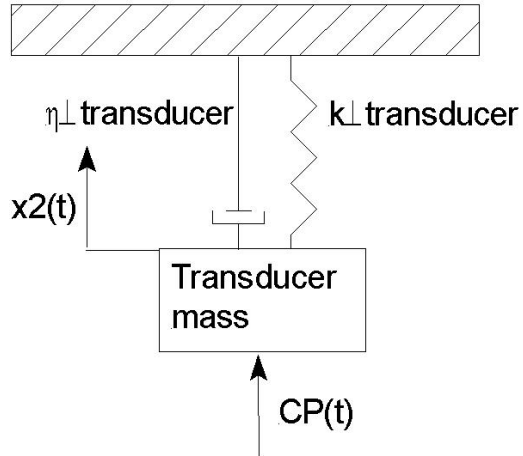 η⊥transducer
k⊥transducer
x2(t)
Transducer
mass
CP(t)